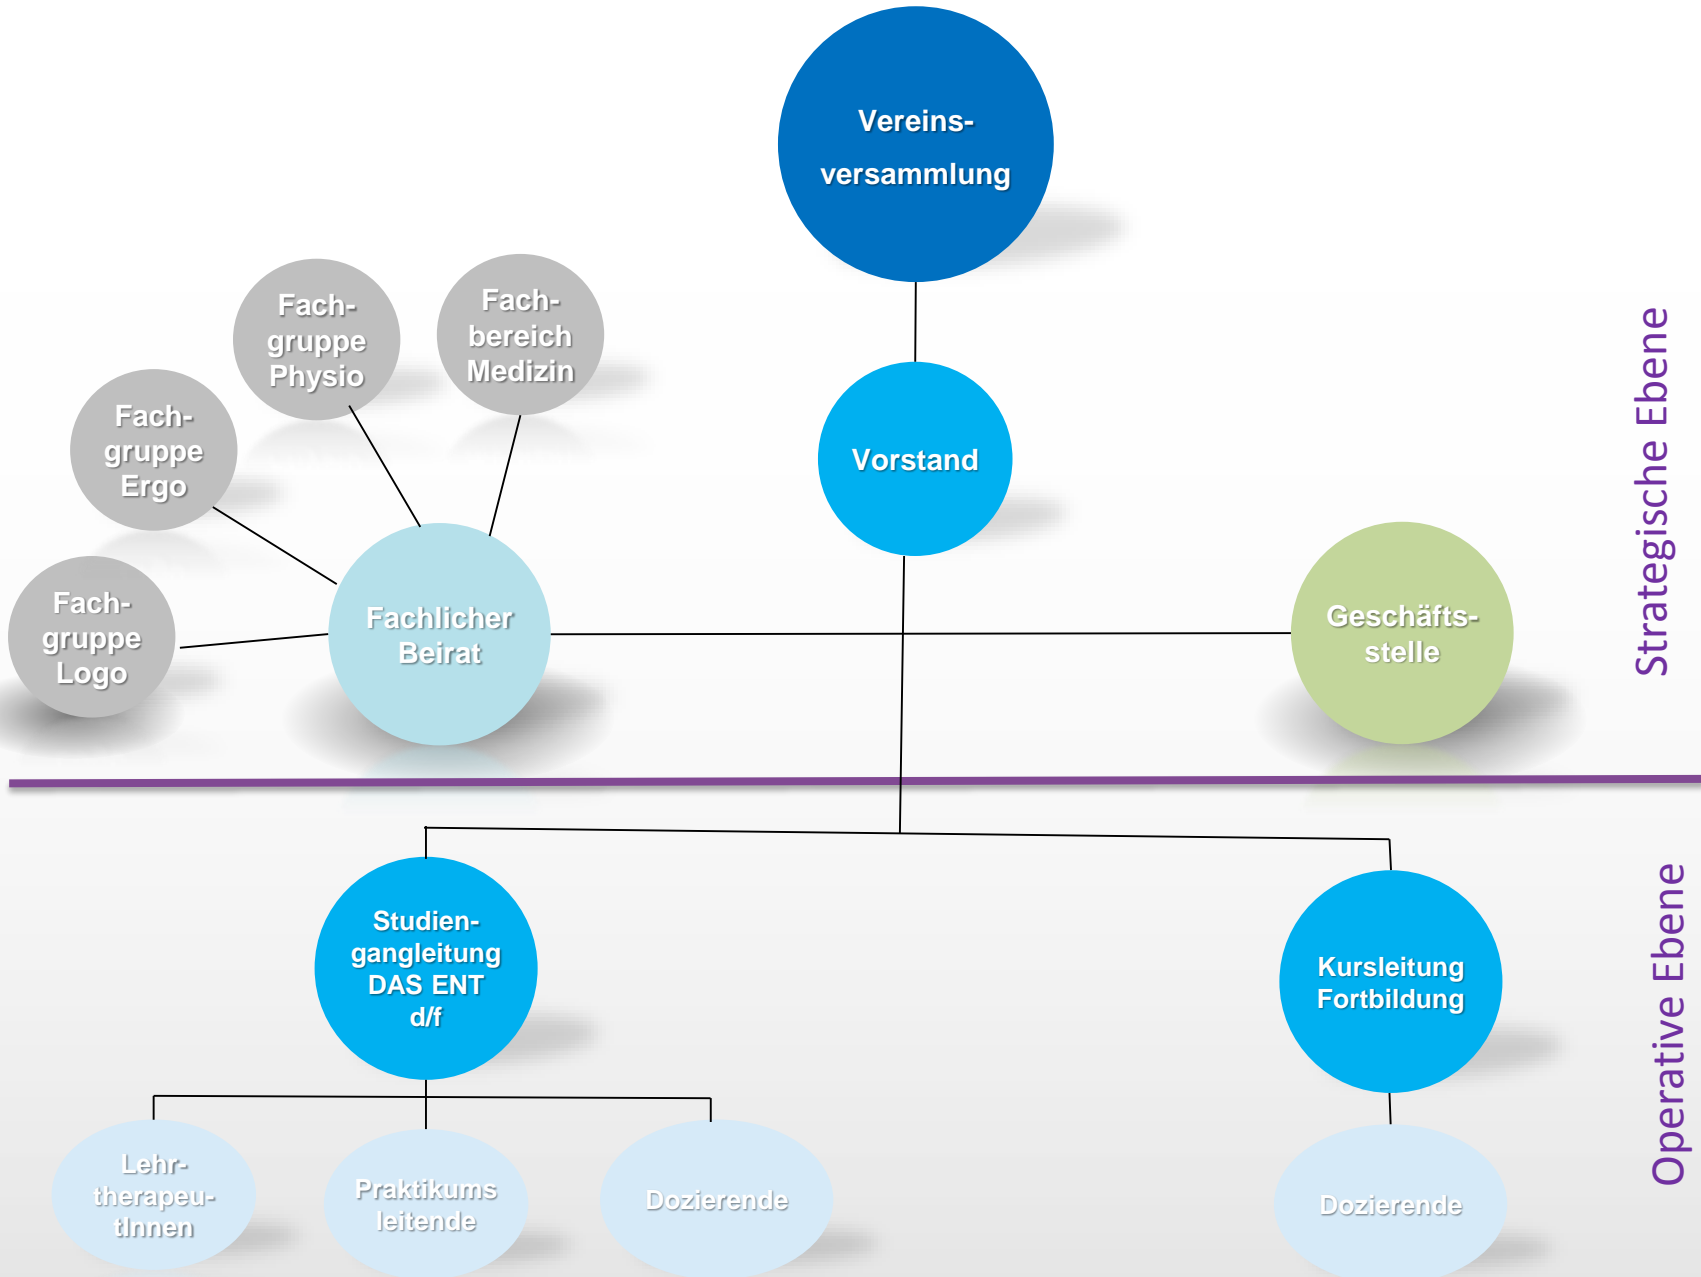 Vereins-
versammlung
Fach-
gruppe
Physio
Fach-
bereich
Medizin
Fach-
gruppe
Ergo
Vorstand
Fach-
gruppe
Logo
Fachlicher
Beirat
Geschäfts-
stelle
Strategische Ebene
Studien-
gangleitung
DAS ENT
d/f
Kursleitung
Fortbildung
Operative Ebene
Lehr-
therapeu-
tInnen
Praktikums
leitende
Dozierende
Dozierende